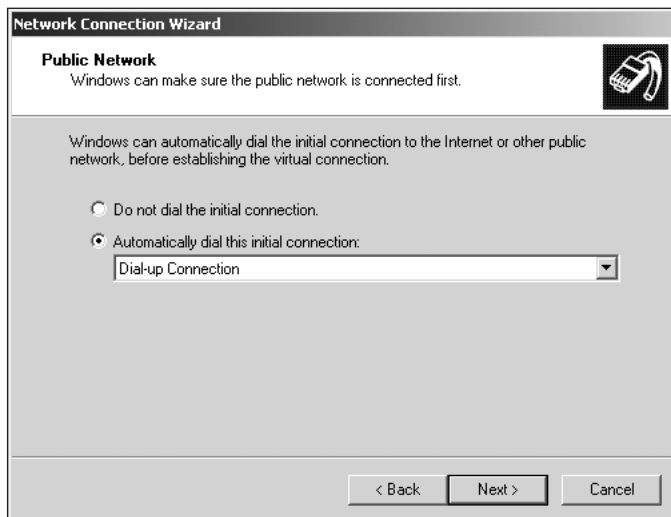 Network Connection Wizard
Public Network
Windows can make sure the public network is connected first.
Windows can automatically dial the initial connection to the Internet or other public
network, before establishing the virtual connection.
Do not dial the initial connection.
Automatically dial this initial connection:
Dial-up Connection
< Back
Next >
Cancel